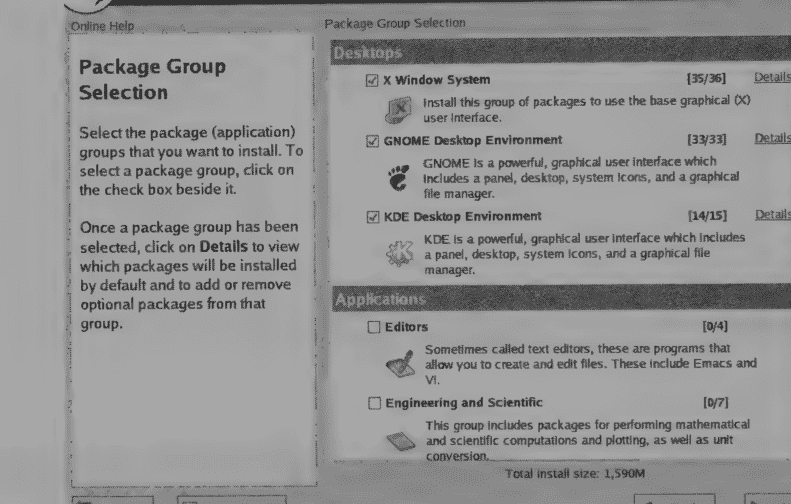 Online Help
Package Group
Selection
Select the package (application)
groups that you want to install. To
select a package group, click on
the check box beside it.
Once a package group has been
selected, click on Details to view
which packages will be installed
by default and to add or remove
optional packages from that
group.
Package Group Selection
Desktops
X Window System [35/36] Details
Install this group of packages to use the base graphical (X)
user interface.
GNOME Desktop Environment [33/33] Details
GNOME is a powerful, graphical user interface which
includes a panel, desktop, system icons, and a graphical
file manager.
KDE Desktop Environment [14/15] Details
KDE is a powerful, graphical user interface which includes
a panel, desktop, system icons, and a graphical file
manager.
Applications
Editors [0/4]
Sometimes called text editors, these are programs that
allow you to create and edit files. These include Emacs and
Vi.
Engineering and Scientific [0/7]
This group includes packages for performing mathematical
and scientific computations and plotting, as well as unit
conversion.
Total install size: 1,590M